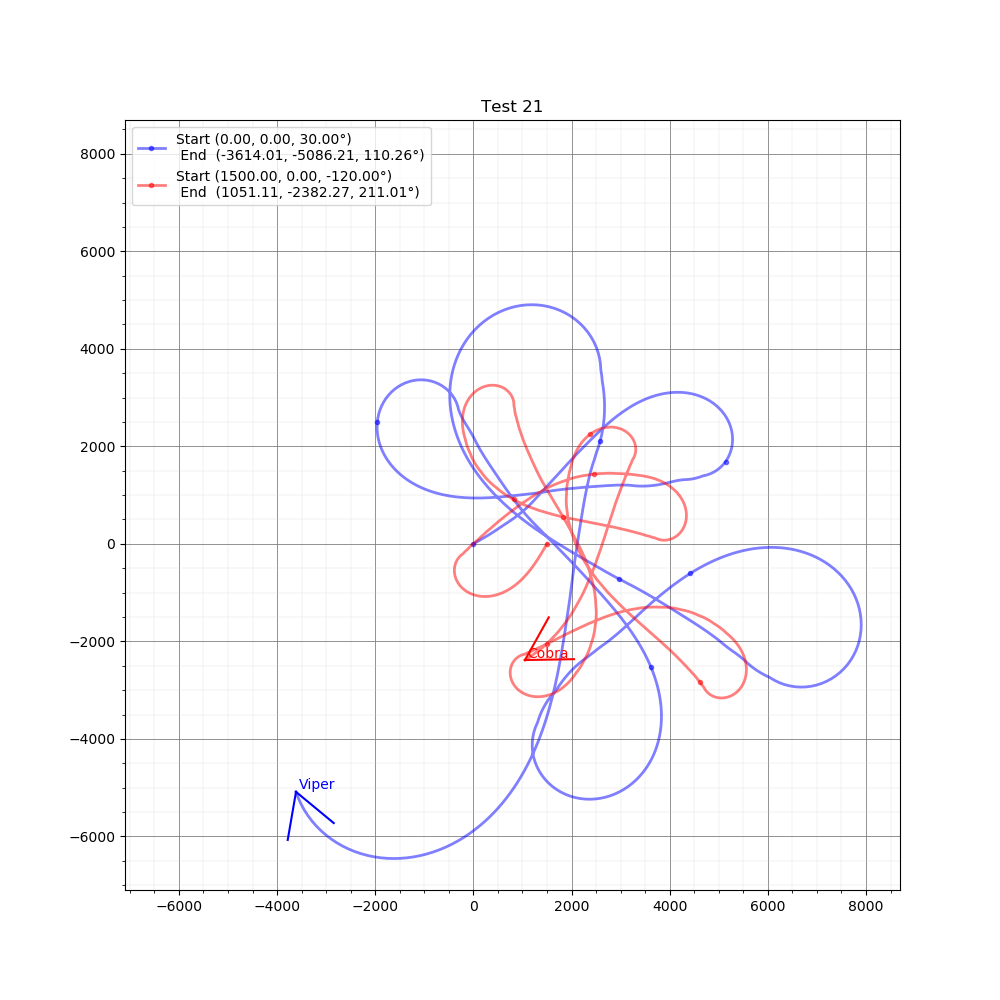 Test 21
Start (0.00, 0.00, 30.00°)
End  (-3614.01, -5086.21, 110.26°)
Start (1500.00, 0.00, -120.00°)
End  (1051.11, -2382.27, 211.01°)
8000
6000
4000
2000
0
−2000
−4000
−6000
Cobra
Viper
−6000 −4000 −2000 0 2000 4000 6000 8000